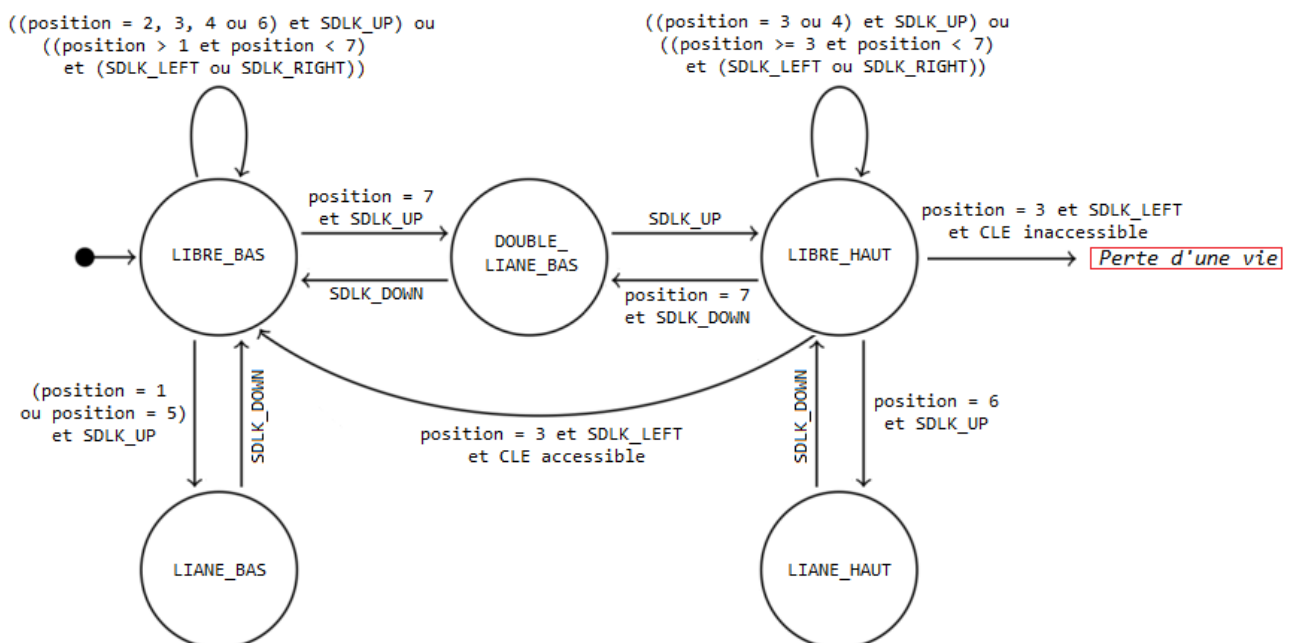 ((position = 2, 3, 4 ou 6) et SDLK_UP) ou
((position > 1 et position < 7)
et (SDLK_LEFT ou SDLK_RIGHT))
((position = 3 ou 4) et SDLK_UP) ou
((position >= 3 et position < 7)
et (SDLK_LEFT ou SDLK_RIGHT))
LIBRE_BAS
position = 7
et SDLK_UP
SDLK_DOWN
DOUBLE_
LIANE_BAS
SDLK_UP
position = 7
et SDLK_DOWN
LIBRE_HAUT
position = 3 et SDLK_LEFT
et CLE inaccessible
Perte d'une vie
(position = 1
ou position = 5)
et SDLK_UP
SDLK_DOWN
position = 3 et SDLK_LEFT
et CLE accessible
SDLK_DOWN
position = 6
et SDLK_UP
LIANE_BAS
LIANE_HAUT